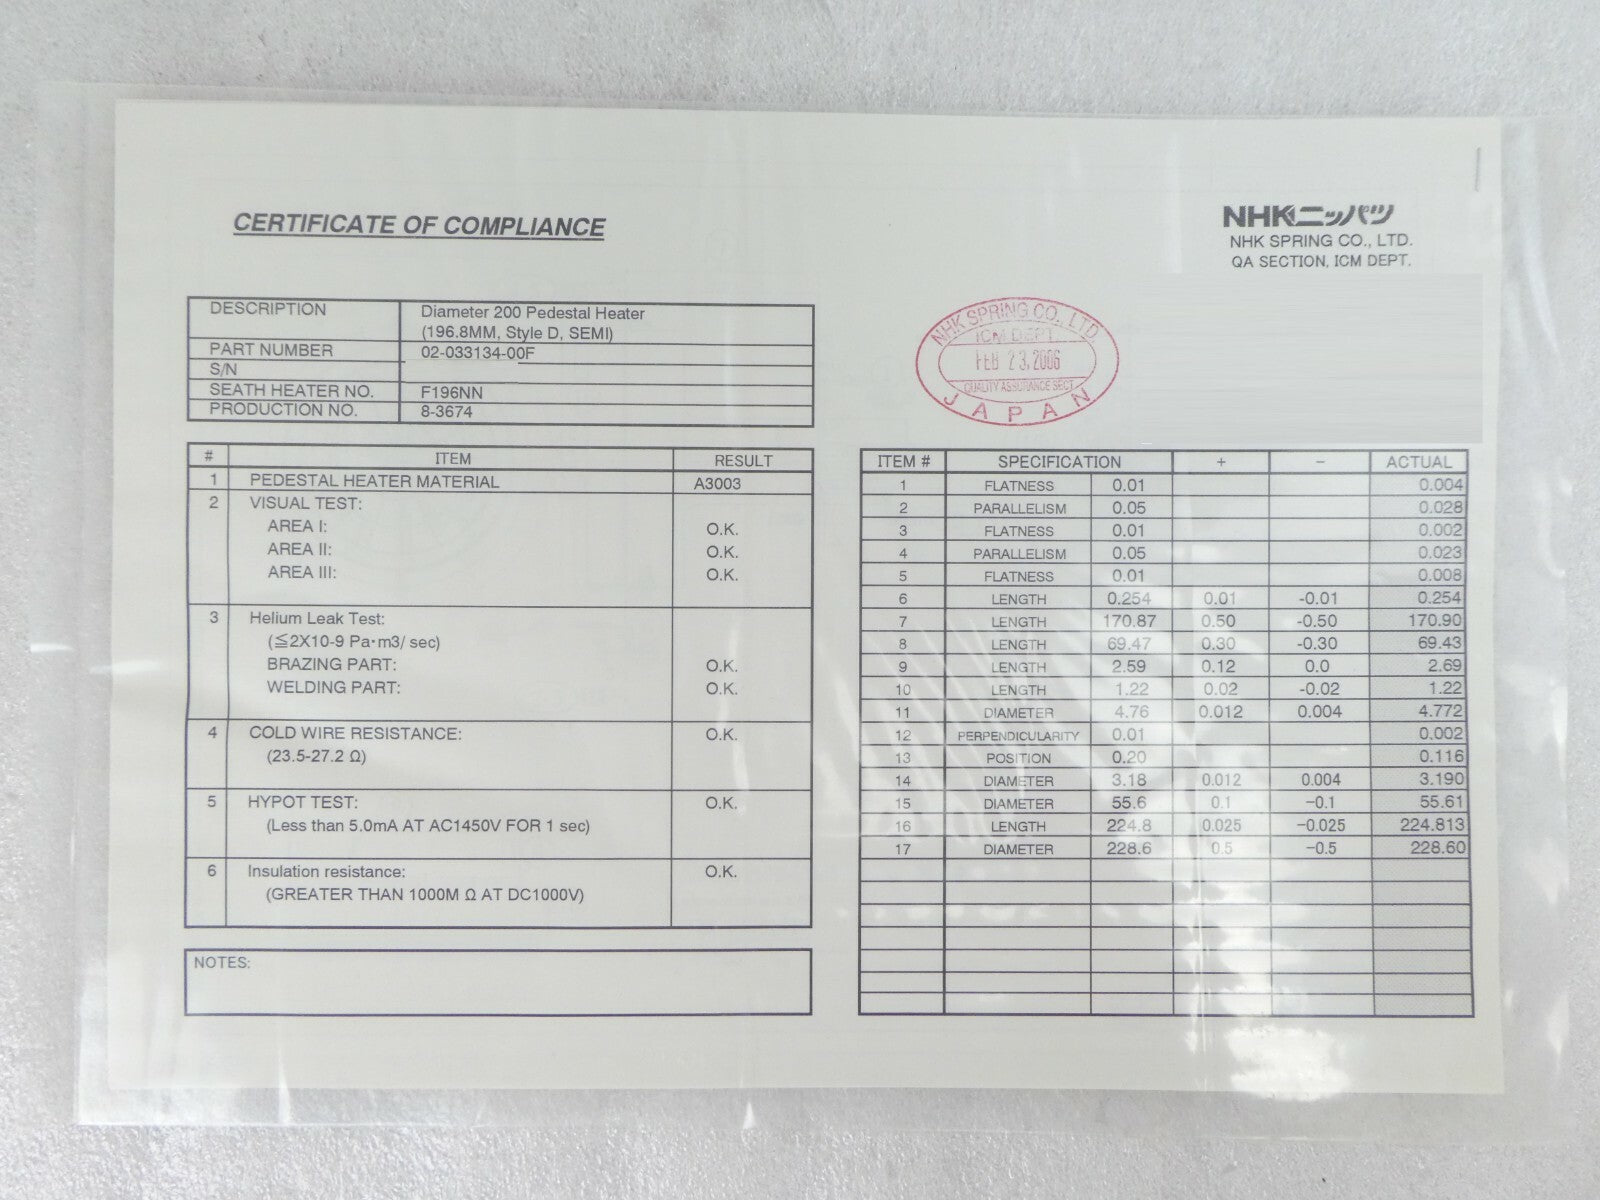 CERTIFICATE OF COMPLIANCE
NHKニッパツ
NHK SPRING CO., LTD.
QA SECTION, ICM DEPT.
DESCRIPTION Diameter 200 Pedestal Heater
(196.8MM, Style D, SEMI)
PART NUMBER 02-033134-00F
S/N
SEATH HEATER NO. F196NN
PRODUCTION NO. 8-3674
NHK SPRING CO., LTD.
ICM DEPT.
FEB 23, 2006
QUALITY ASSURANCE SECT.
JAPAN
# ITEM RESULT
1 PEDESTAL HEATER MATERIAL A3003
2 VISUAL TEST:
AREA I: O.K.
AREA II: O.K.
AREA III: O.K.
3 Helium Leak Test:
(≦2X10-9 Pa･m3/ sec)
BRAZING PART: O.K.
WELDING PART: O.K.
4 COLD WIRE RESISTANCE: O.K.
(23.5-27.2 Ω)
5 HYPOT TEST: O.K.
(Less than 5.0mA AT AC1450V FOR 1 sec)
6 Insulation resistance: O.K.
(GREATER THAN 1000M Ω AT DC1000V)
NOTES:
ITEM # SPECIFICATION + − ACTUAL
1 FLATNESS 0.01 0.004
2 PARALLELISM 0.05 0.028
3 FLATNESS 0.01 0.002
4 PARALLELISM 0.05 0.023
5 FLATNESS 0.01 0.008
6 LENGTH 0.254 0.01 -0.01 0.254
7 LENGTH 170.87 0.50 -0.50 170.90
8 LENGTH 69.47 0.30 -0.30 69.43
9 LENGTH 2.59 0.12 0.0 2.69
10 LENGTH 1.22 0.02 -0.02 1.22
11 DIAMETER 4.76 0.012 0.004 4.772
12 PERPENDICULARITY 0.01 0.002
13 POSITION 0.20 0.116
14 DIAMETER 3.18 0.012 0.004 3.190
15 DIAMETER 55.6 0.1 −0.1 55.61
16 LENGTH 224.8 0.025 −0.025 224.813
17 DIAMETER 228.6 0.5 −0.5 228.60